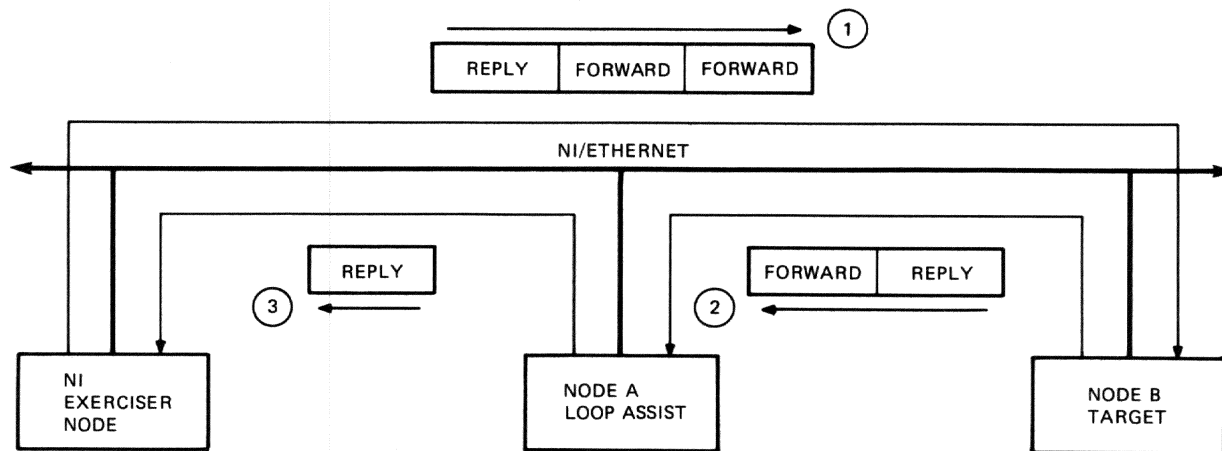 1
REPLY FORWARD FORWARD
NI/ETHERNET
REPLY
3
FORWARD REPLY
2
NI
EXERCISER
NODE
NODE A
LOOP ASSIST
NODE B
TARGET